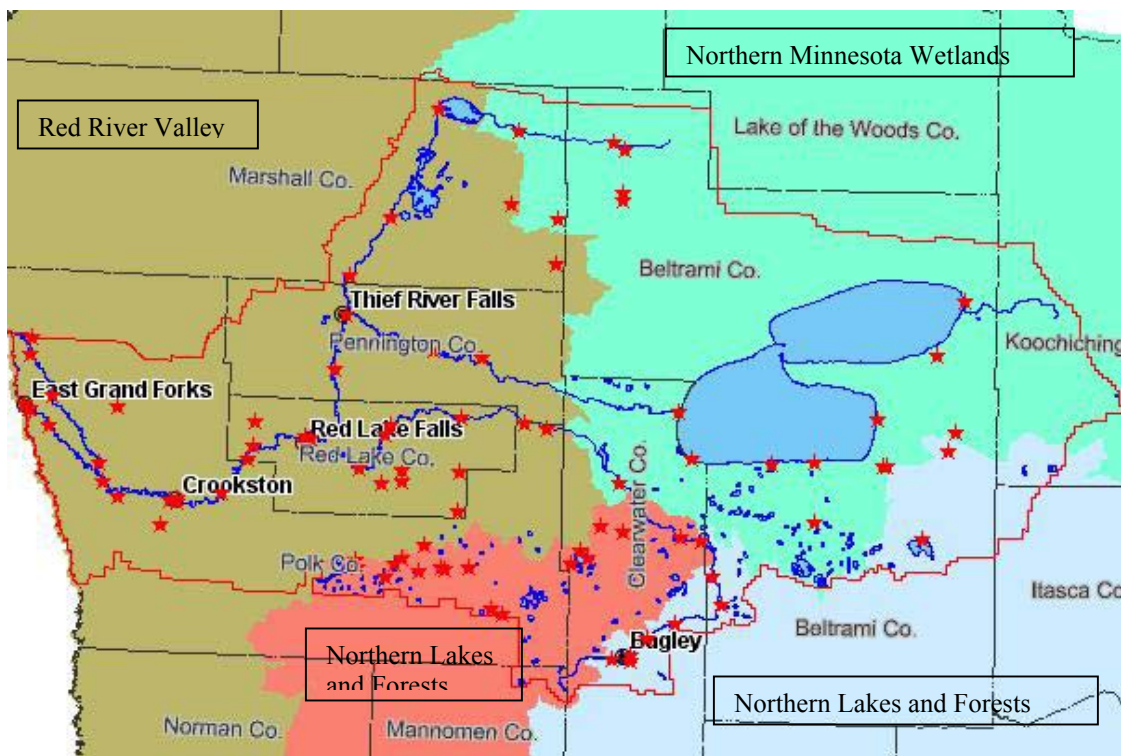 Northern Minnesota Wetlands
Red River Valley
Lake of the Woods Co.
Marshall Co.
Beltrami Co.
Thief River Falls
Pennington Co.
Koochiching
East Grand Forks
Red Lake Falls
Red Lake Co.
Crookston
Clearwater Co.
Polk Co.
Itasca Co
Beltrami Co.
Bagley
Northern Lakes
and Forests
Northern Lakes and Forests
Norman Co.
Mannomen Co.